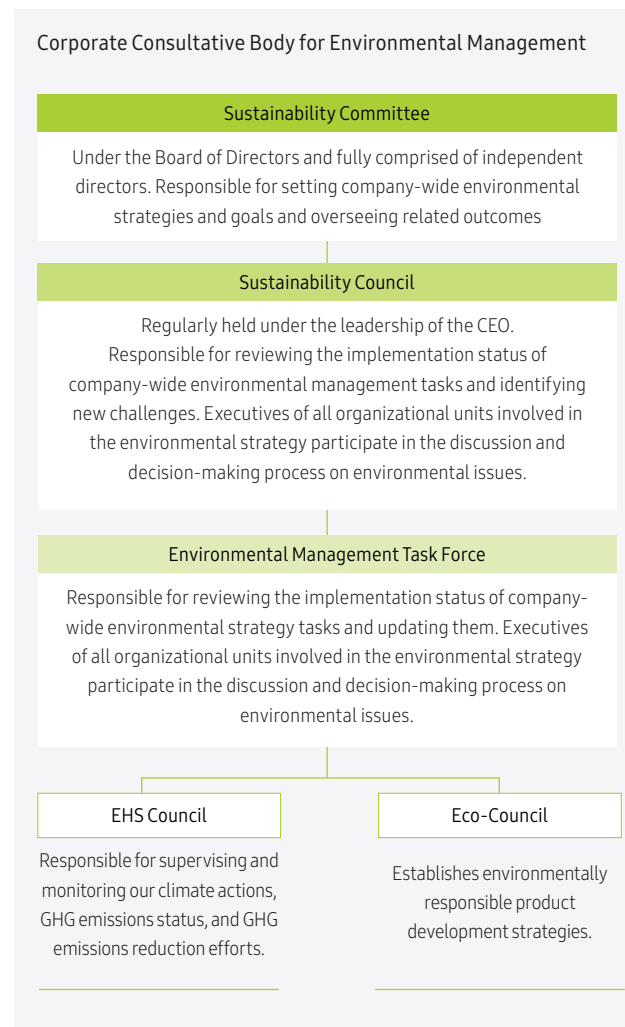 Corporate Consultative Body for Environmental Management
Sustainability Committee
Under the Board of Directors and fully comprised of independent
directors. Responsible for setting company-wide environmental
strategies and goals and overseeing related outcomes
Sustainability Council
Regularly held under the leadership of the CEO.
Responsible for reviewing the implementation status of
company-wide environmental management tasks and identifying
new challenges. Executives of all organizational units involved in
the environmental strategy participate in the discussion and
decision-making process on environmental issues.
Environmental Management Task Force
Responsible for reviewing the implementation status of company-
wide environmental strategy tasks and updating them. Executives
of all organizational units involved in the environmental strategy
participate in the discussion and decision-making process on
environmental issues.
EHS Council
Responsible for supervising and
monitoring our climate actions,
GHG emissions status, and GHG
emissions reduction efforts.
Eco-Council
Establishes environmentally
responsible product
development strategies.